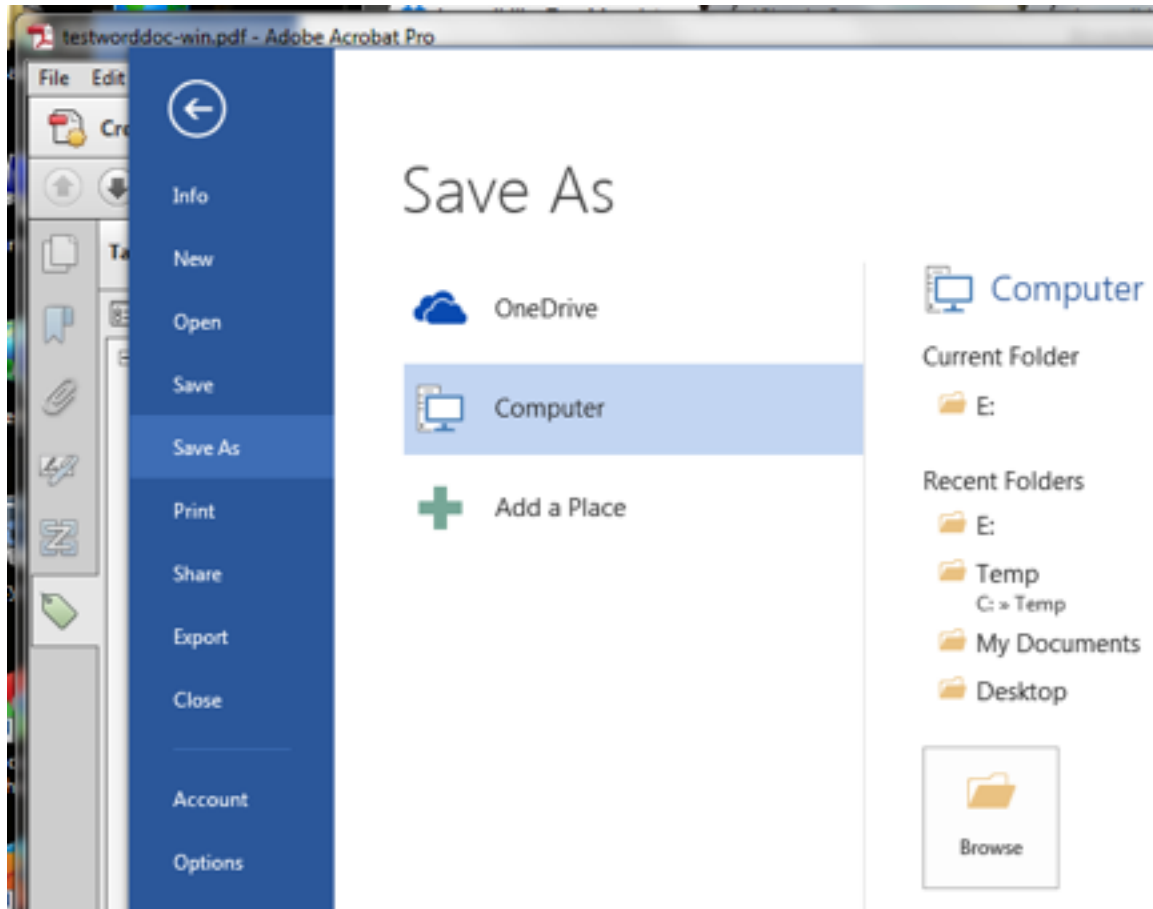 testworddoc-win.pdf - Adobe Acrobat Pro
File Edit
Info
New
Open
Save
Save As
Print
Share
Export
Close
Account
Options
Save As
OneDrive
Computer
Add a Place
Computer
Current Folder
E:
Recent Folders
E:
Temp
C: » Temp
My Documents
Desktop
Browse